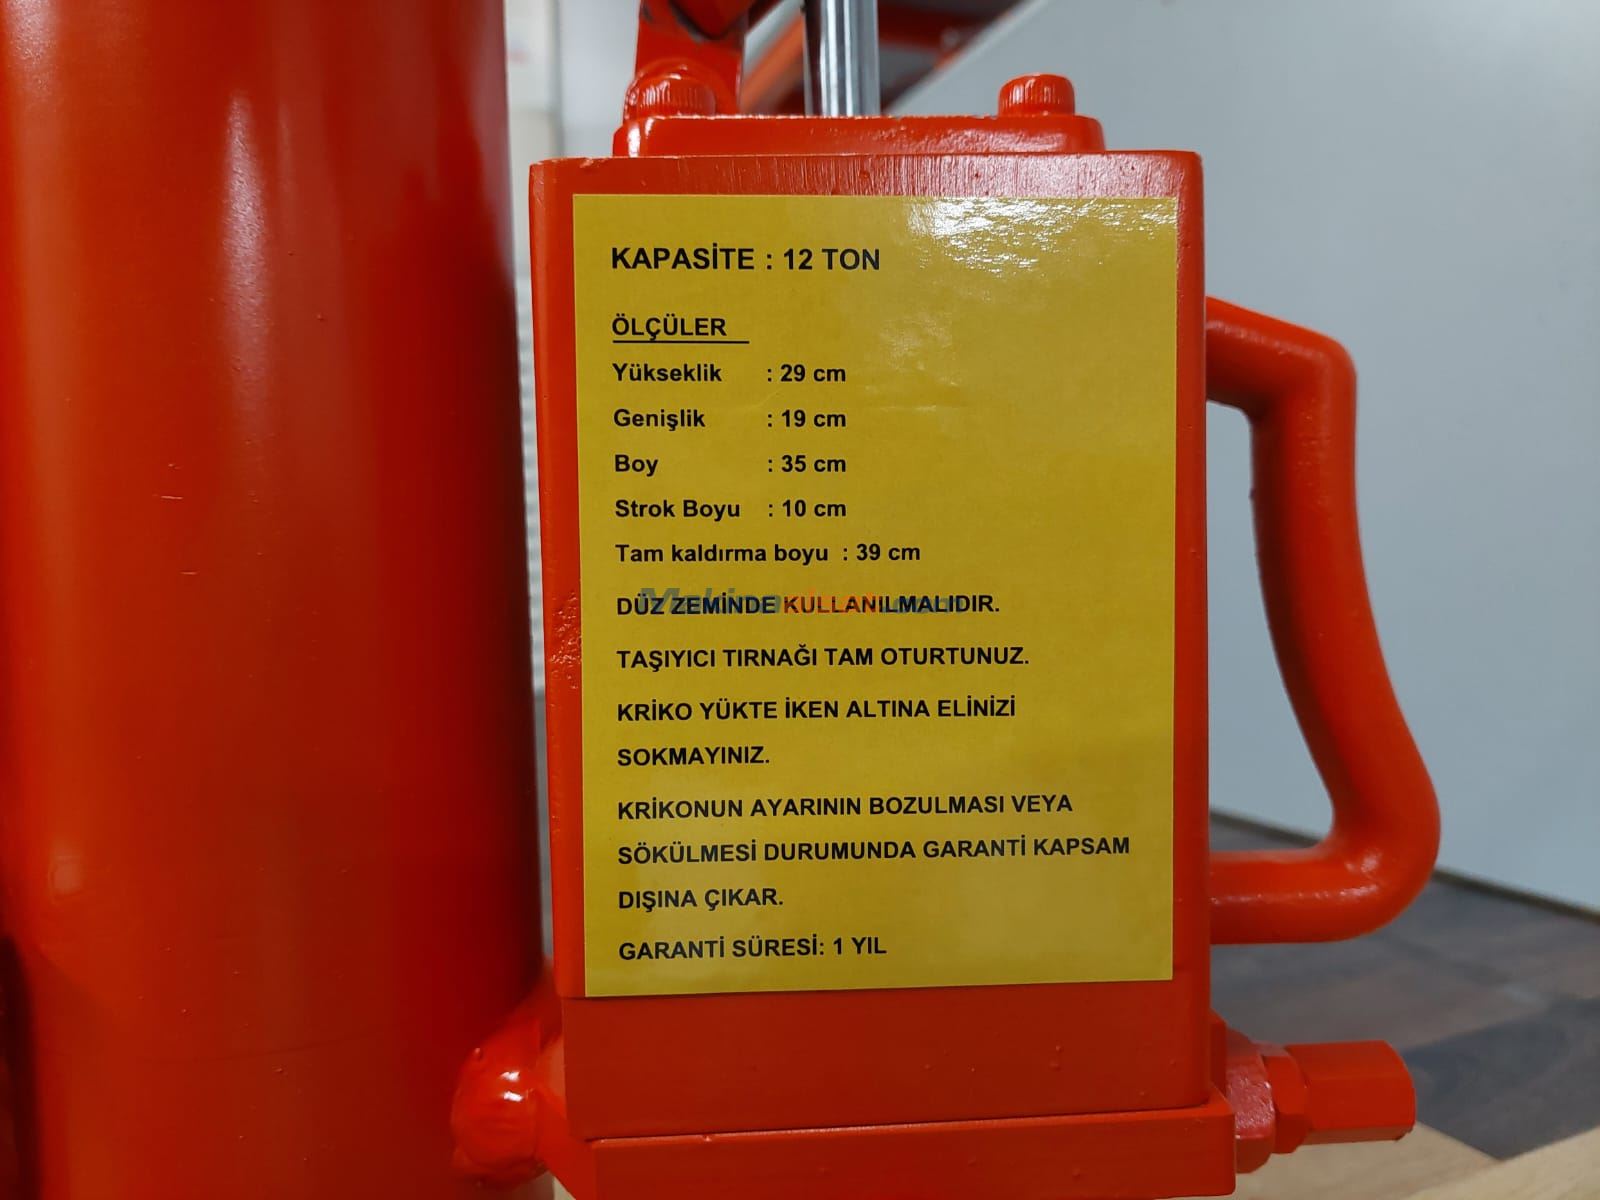 KAPASİTE : 12 TON
ÖLÇÜLER
Yükseklik : 29 cm
Genişlik : 19 cm
Boy : 35 cm
Strok Boyu : 10 cm
Tam kaldırma boyu : 39 cm
DÜZ ZEMİNDE KULLANILMALIDIR.
TAŞIYICI TIRNAĞI TAM OTURTUNUZ.
KRİKO YÜKTE İKEN ALTINA ELİNİZİ
SOKMAYINIZ.
KRİKONUN AYARININ BOZULMASI VEYA
SÖKÜLMESİ DURUMUNDA GARANTİ KAPSAM
DIŞINA ÇIKAR.
GARANTİ SÜRESİ: 1 YIL